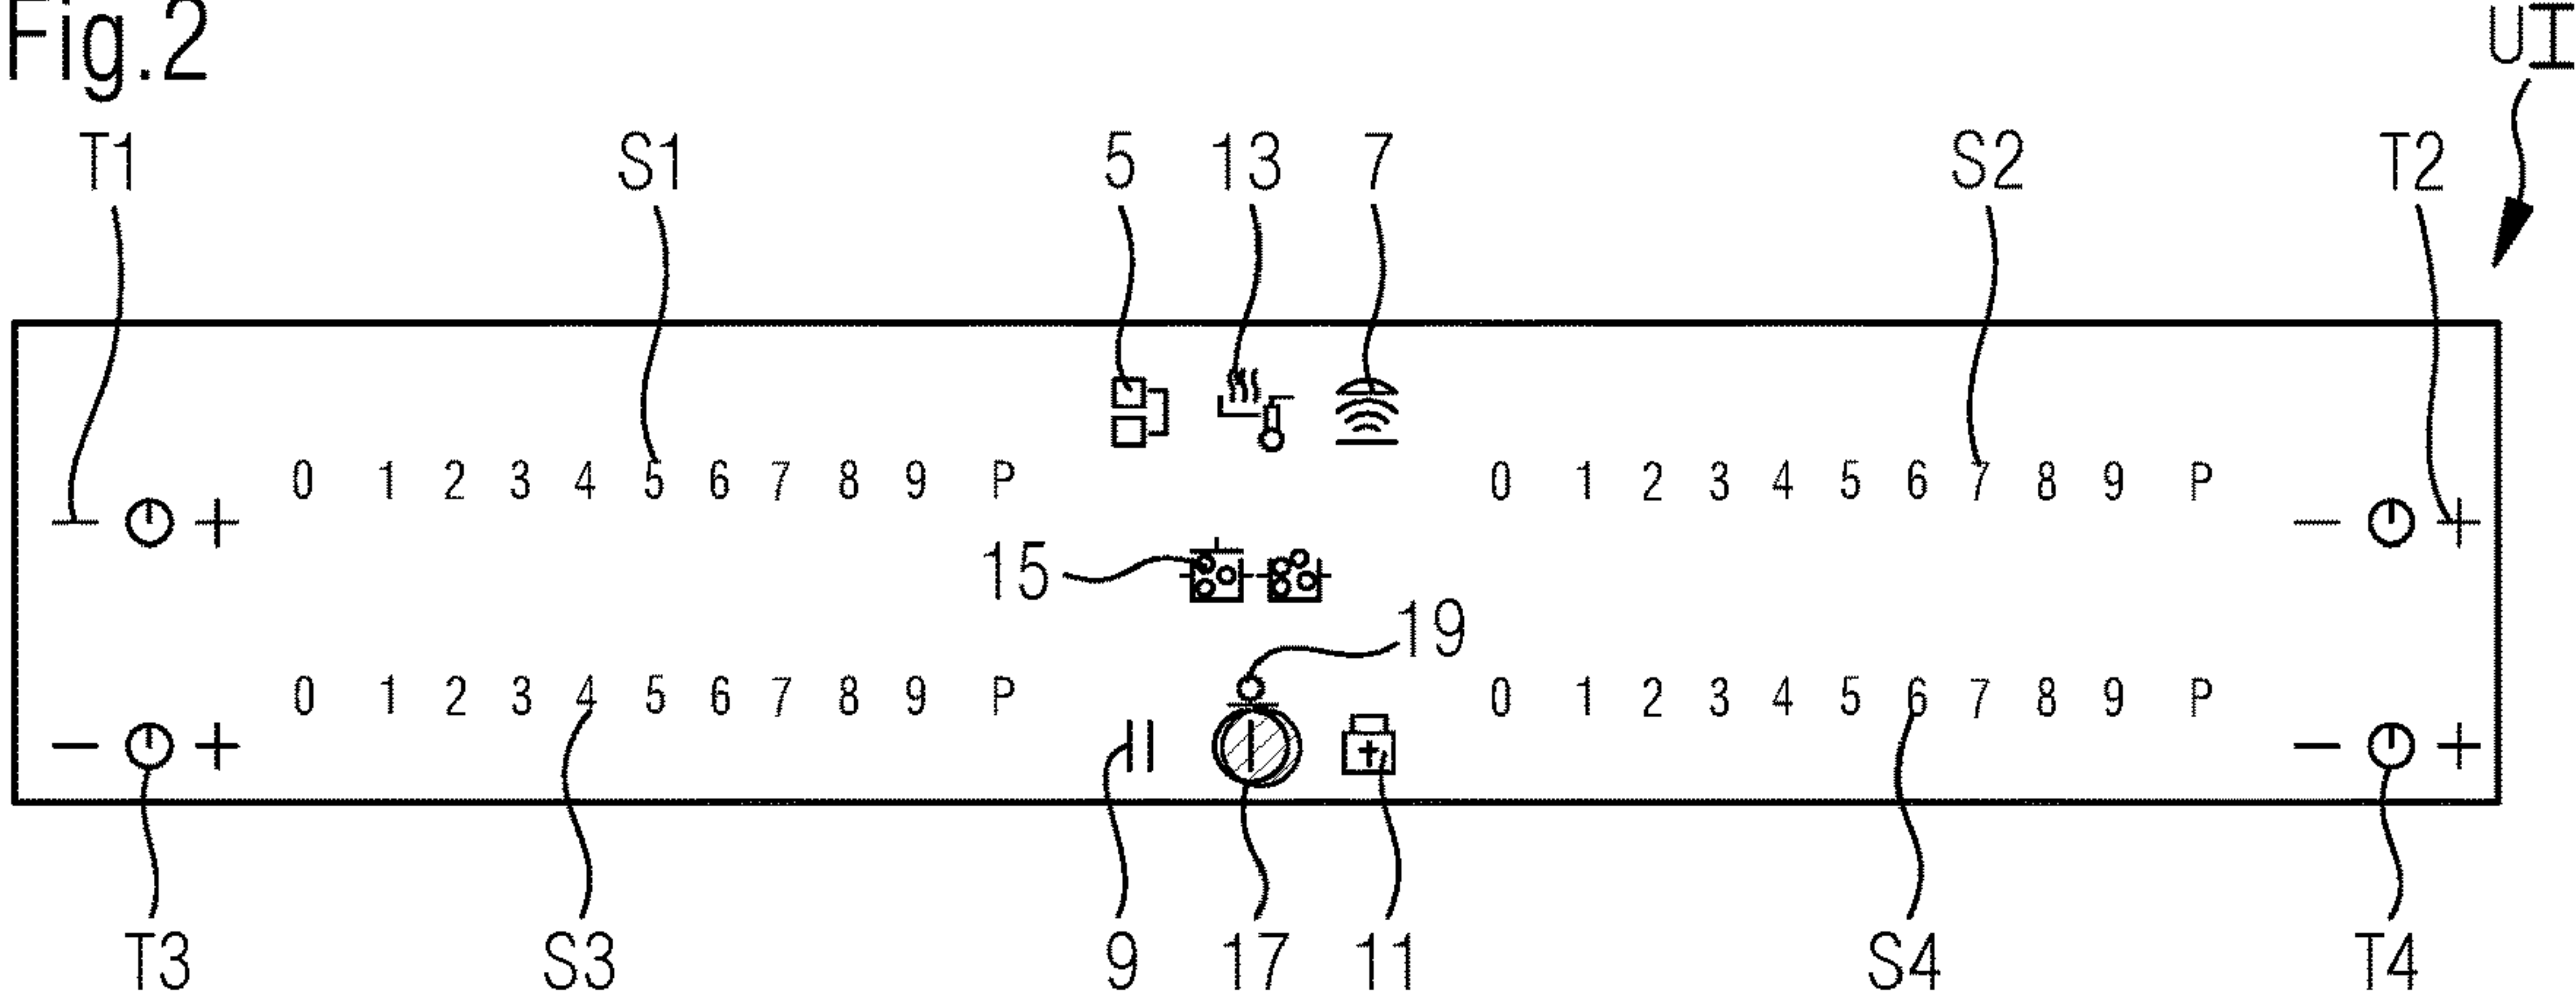 Fig.2
UI
T1 S1 5 13 7 S2 T2
0 1 2 3 4 5 6 7 8 9 P 0 1 2 3 4 5 6 7 8 9 P
− + − +
15
19
0 1 2 3 4 5 6 7 8 9 P 0 1 2 3 4 5 6 7 8 9 P
− + − +
T3 S3 9 17 11 S4 T4